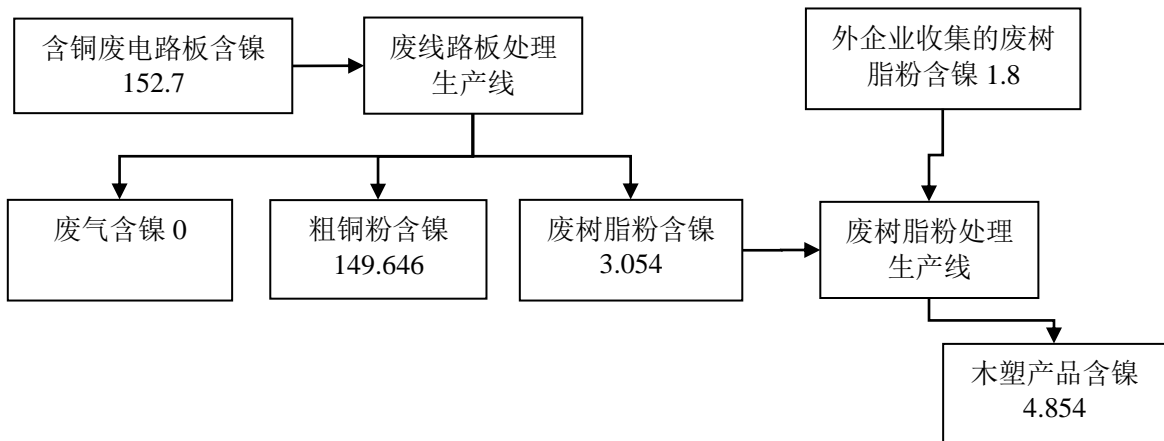 含铜废电路板含镍
152.7
废线路板处理
生产线
外企业收集的废树
脂粉含镍 1.8
废气含镍 0
粗铜粉含镍
149.646
废树脂粉含镍
3.054
废树脂粉处理
生产线
木塑产品含镍
4.854